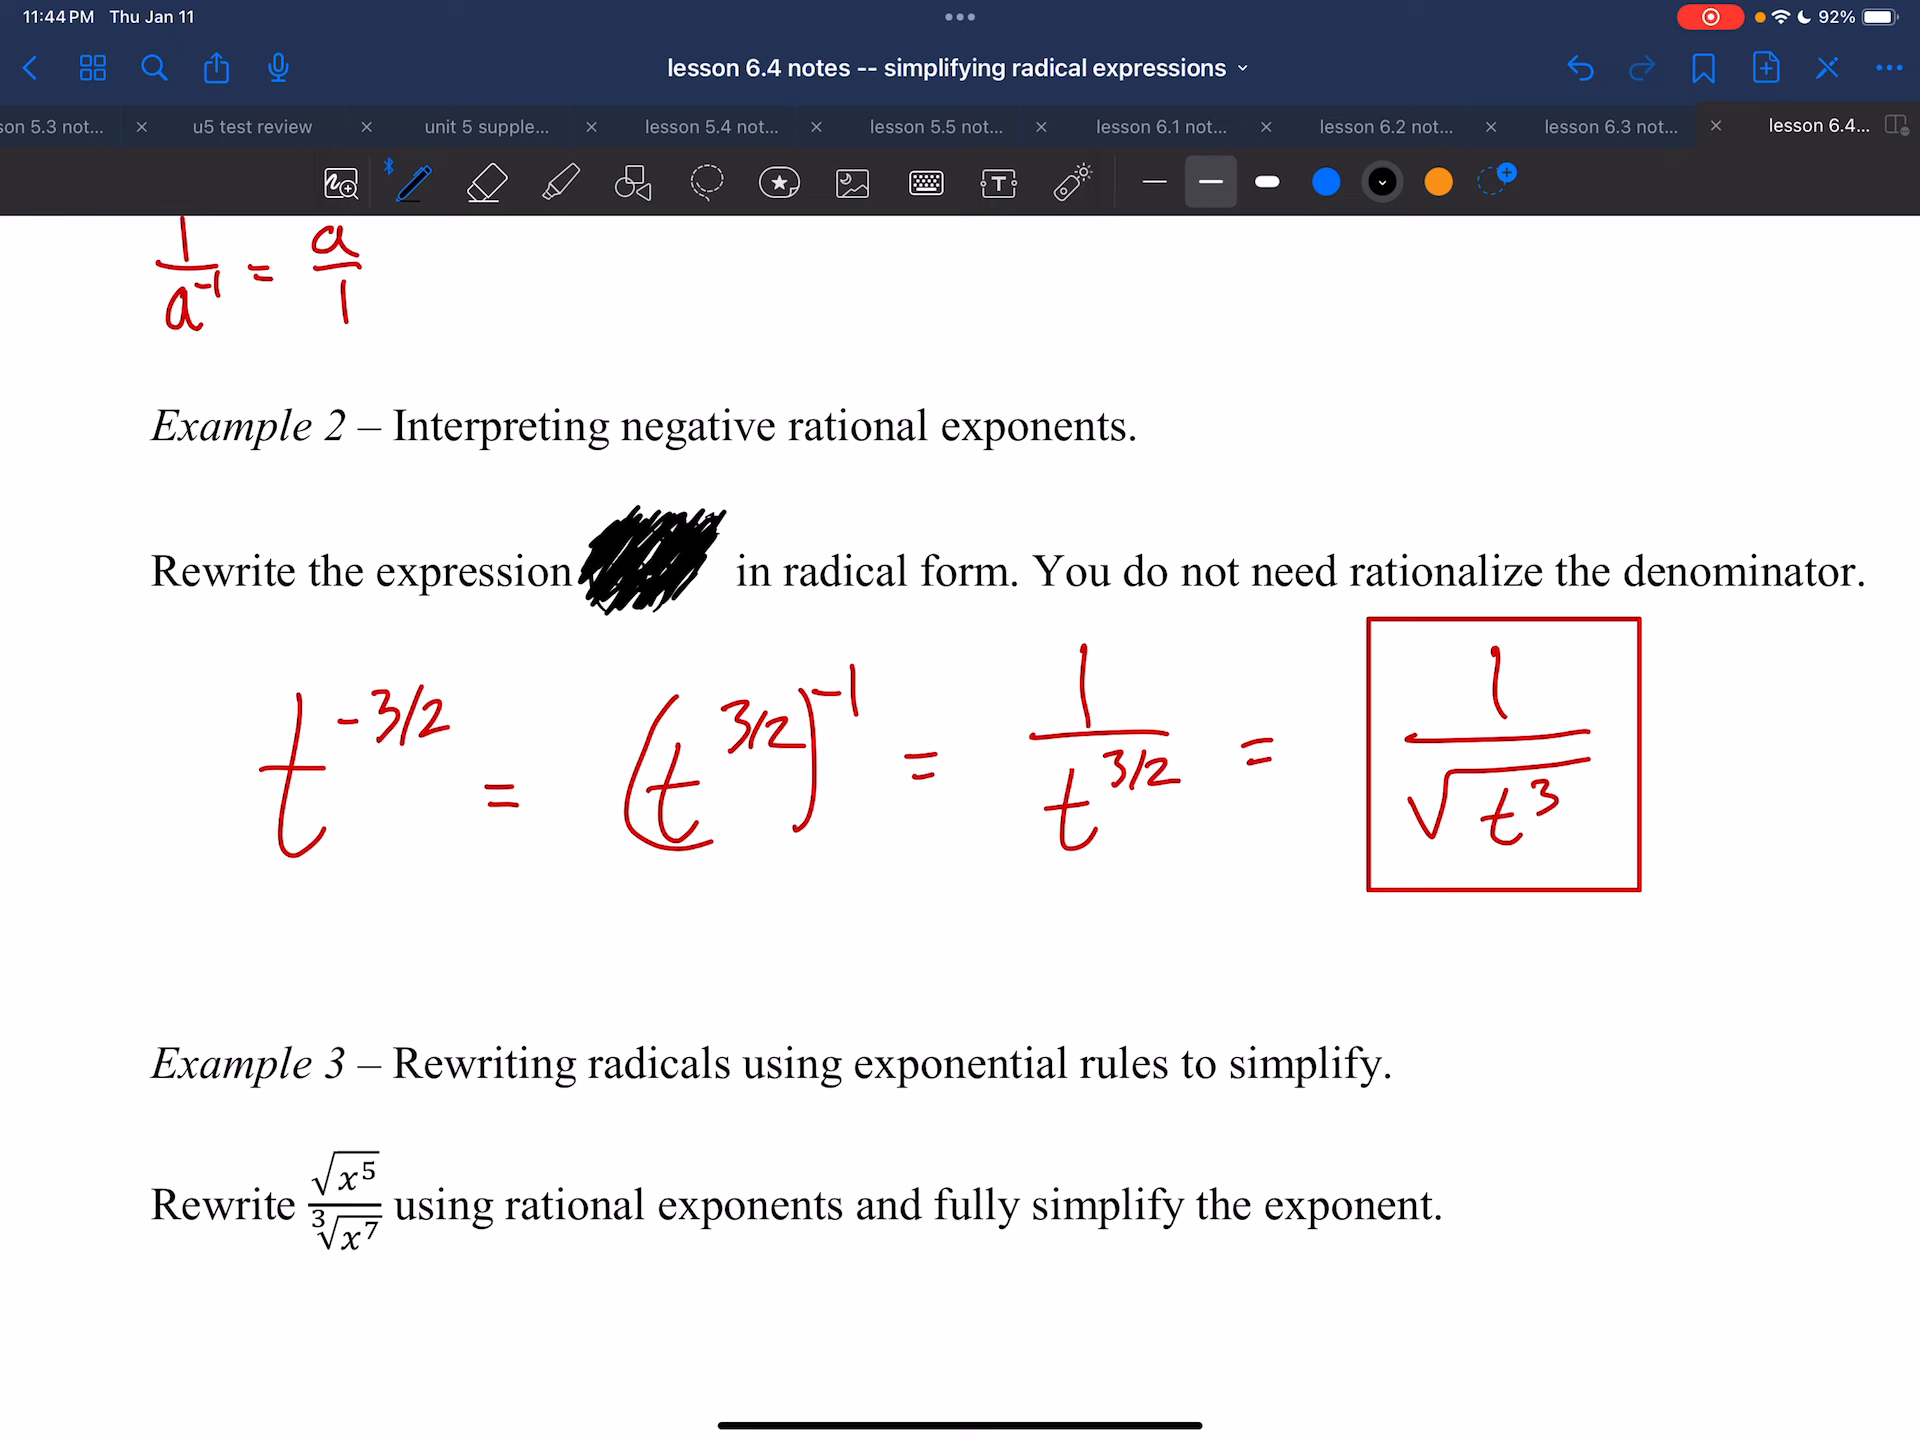 11:44 PM Thu Jan 11
92%
lesson 6.4 notes -- simplifying radical expressions
son 5.3 not... u5 test review unit 5 supple... lesson 5.4 not... lesson 5.5 not... lesson 6.1 not... lesson 6.2 not... lesson 6.3 not... lesson 6.4...
1/a⁻¹ = a/1
Example 2 – Interpreting negative rational exponents.
Rewrite the expression in radical form. You do not need rationalize the denominator.
t^(-3/2) = (t^(3/2))^(-1) = 1/t^(3/2) = 1/√(t³)
Example 3 – Rewriting radicals using exponential rules to simplify.
Rewrite √(x⁵)/∛(x⁷) using rational exponents and fully simplify the exponent.